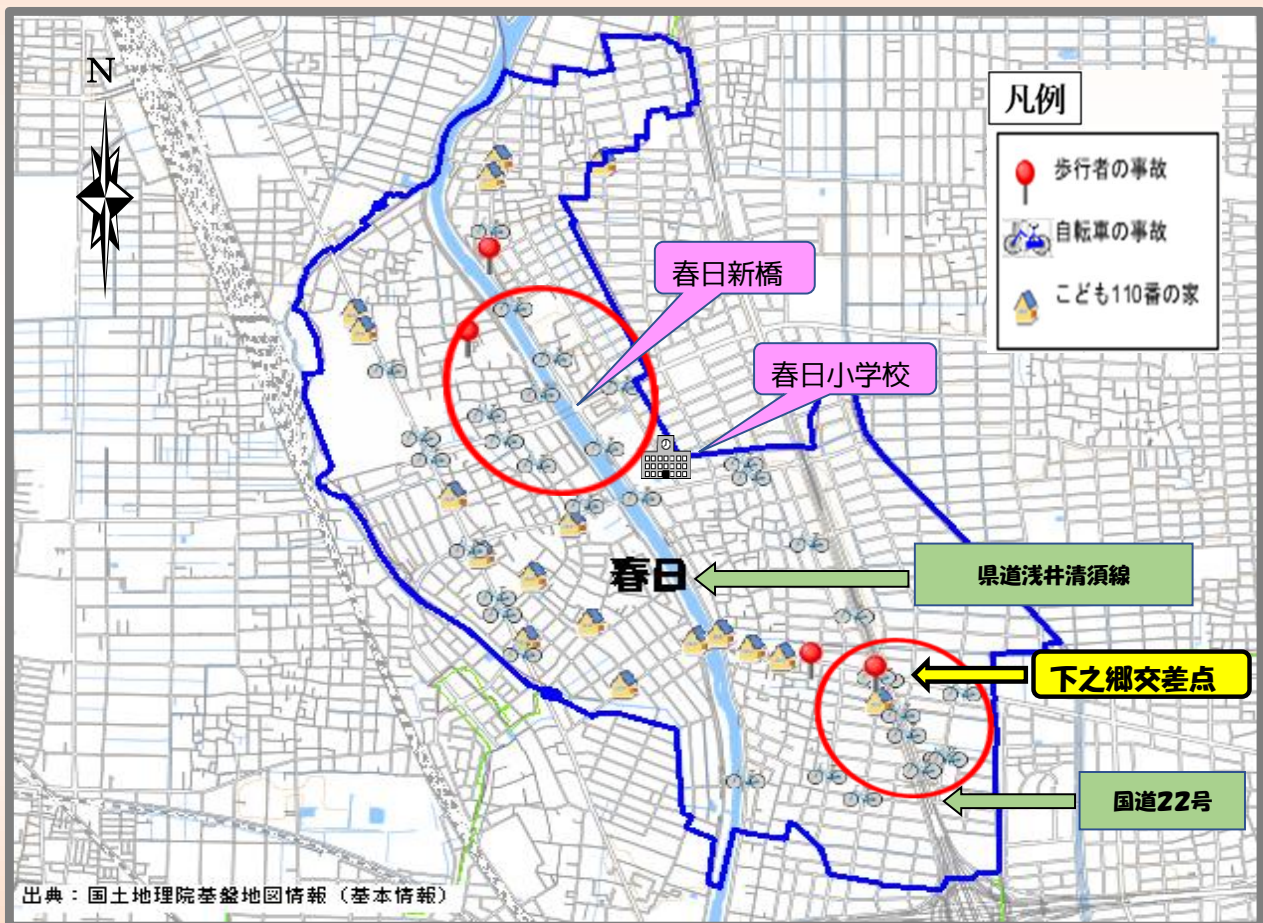 N
凡例
歩行者の事故
自転車の事故
こども110番の家
春日新橋
春日小学校
春日
県道浅井清須線
下之郷交差点
国道22号
出典：国土地理院基盤地図情報（基本情報）